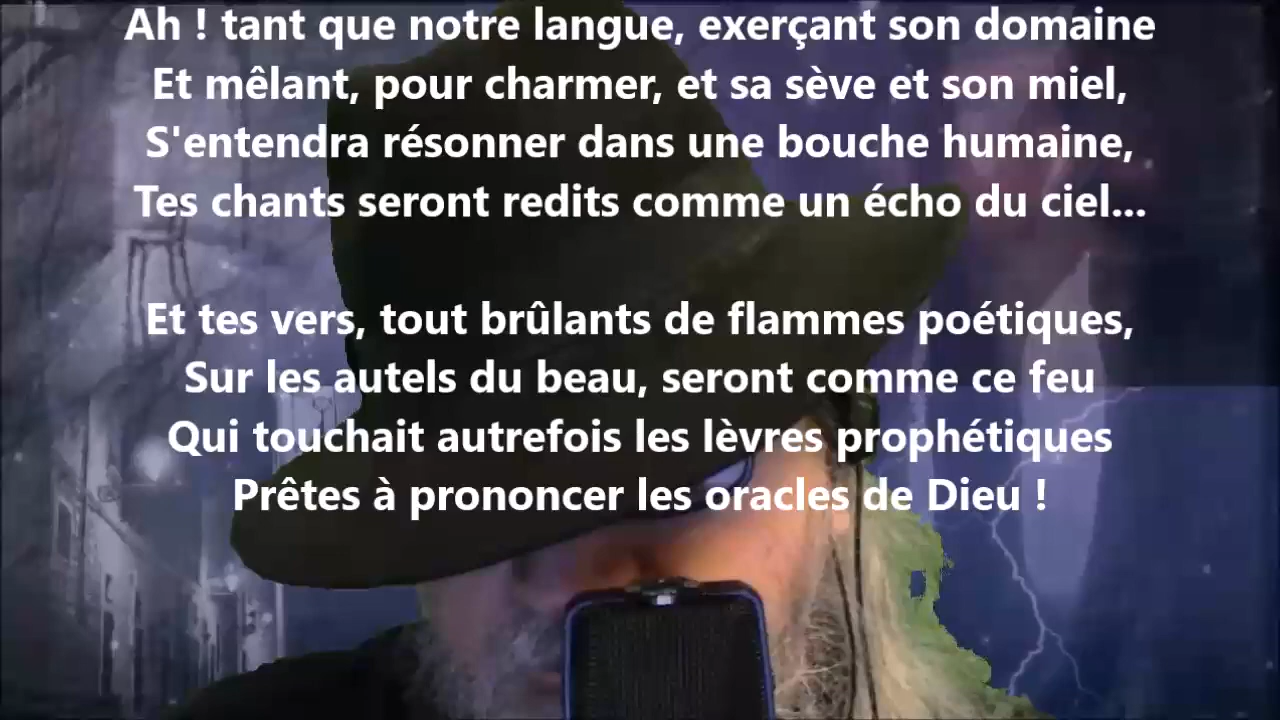 Ah ! tant que notre langue, exerçant son domaine
Et mêlant, pour charmer, et sa sève et son miel,
S'entendra résonner dans une bouche humaine,
Tes chants seront redits comme un écho du ciel...
Et tes vers, tout brûlants de flammes poétiques,
Sur les autels du beau, seront comme ce feu
Qui touchait autrefois les lèvres prophétiques
Prêtes à prononcer les oracles de Dieu !